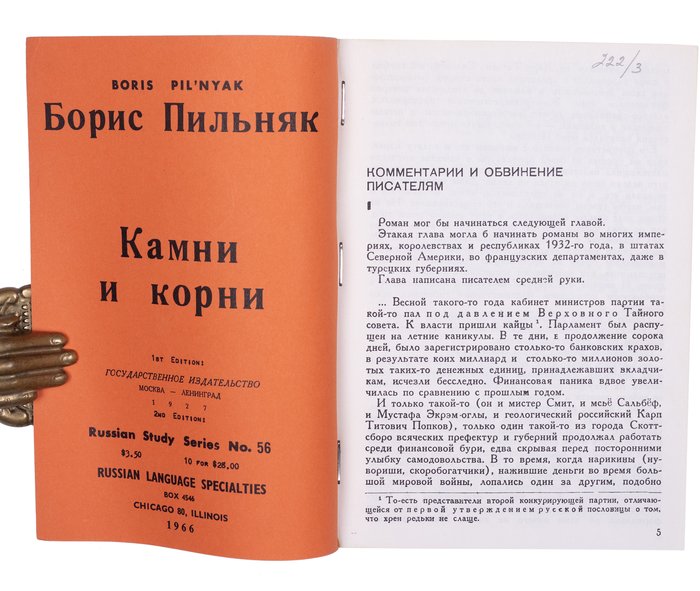 BORIS PIL'NYAK
Борис Пильняк
Камни
и корни
1ST EDITION:
ГОСУДАРСТВЕННОЕ ИЗДАТЕЛЬСТВО
МОСКВА — ЛЕНИНГРАД
1 9 2 7
2ND EDITION:
Russian Study Series No. 56
$3.50 10 FOR $25.00
RUSSIAN LANGUAGE SPECIALTIES
BOX 4546
CHICAGO 80, ILLINOIS
1966
222/3
КОММЕНТАРИИ И ОБВИНЕНИЕ
ПИСАТЕЛЯМ
Роман мог бы начинаться следующей главой.
Этакая глава могла б начинать романы во многих импе-
риях, королевствах и республиках 1932-го года, в штатах
Северной Америки, во французских департаментах, даже в
турецких губерниях.
Глава написана писателем средней руки.
... Весной такого-то года кабинет министров партии та-
кой-то пал под давлением Верховного Тайного
совета. К власти пришли кайцы¹. Парламент был распу-
щен на летние каникулы. В те дни, в продолжение сорока
дней, было зарегистрировано столько-то банковских крахов,
в результате коих миллиард и столько-то миллионов золо-
тых таких-то денежных единиц, принадлежавших вкладчи-
кам, исчезли бесследно. Финансовая паника вдвое увели-
чилась по сравнению с прошлым годом.
И только такой-то (он и мистер Смит, и мсьё Сальбёф,
и Мустафа Экрэм-оглы, и геологический российский Карп
Титович Попков), только один такой-то из города Скотт-
сборо всяческих префектур и губерний продолжал работать
среди финансовой бури, едва скрывая перед посторонними
улыбку самодовольства. В то время, когда нарикины (ну-
вориши, скоробогатчики), нажившие деньги во время боль-
шой мировой войны, лопались один за другим, подобно
¹ То-есть представители второй конкурирующей партии, отличаю-
щейся от первой утверждением русской пословицы о том,
что хрен редьки не слаще.
5